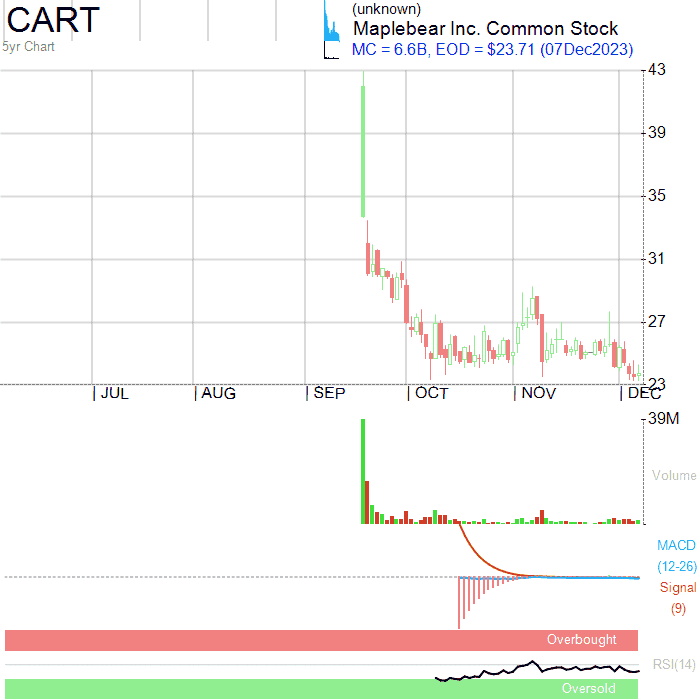 CART
(unknown)
Maplebear Inc. Common Stock
5yr Chart
MC = 6.6B, EOD = $23.71 (07Dec2023)
43
39
35
31
27
23
JUL AUG SEP OCT NOV DEC
39M
Volume
MACD
(12-26)
Signal
(9)
Overbought
RSI(14)
Oversold